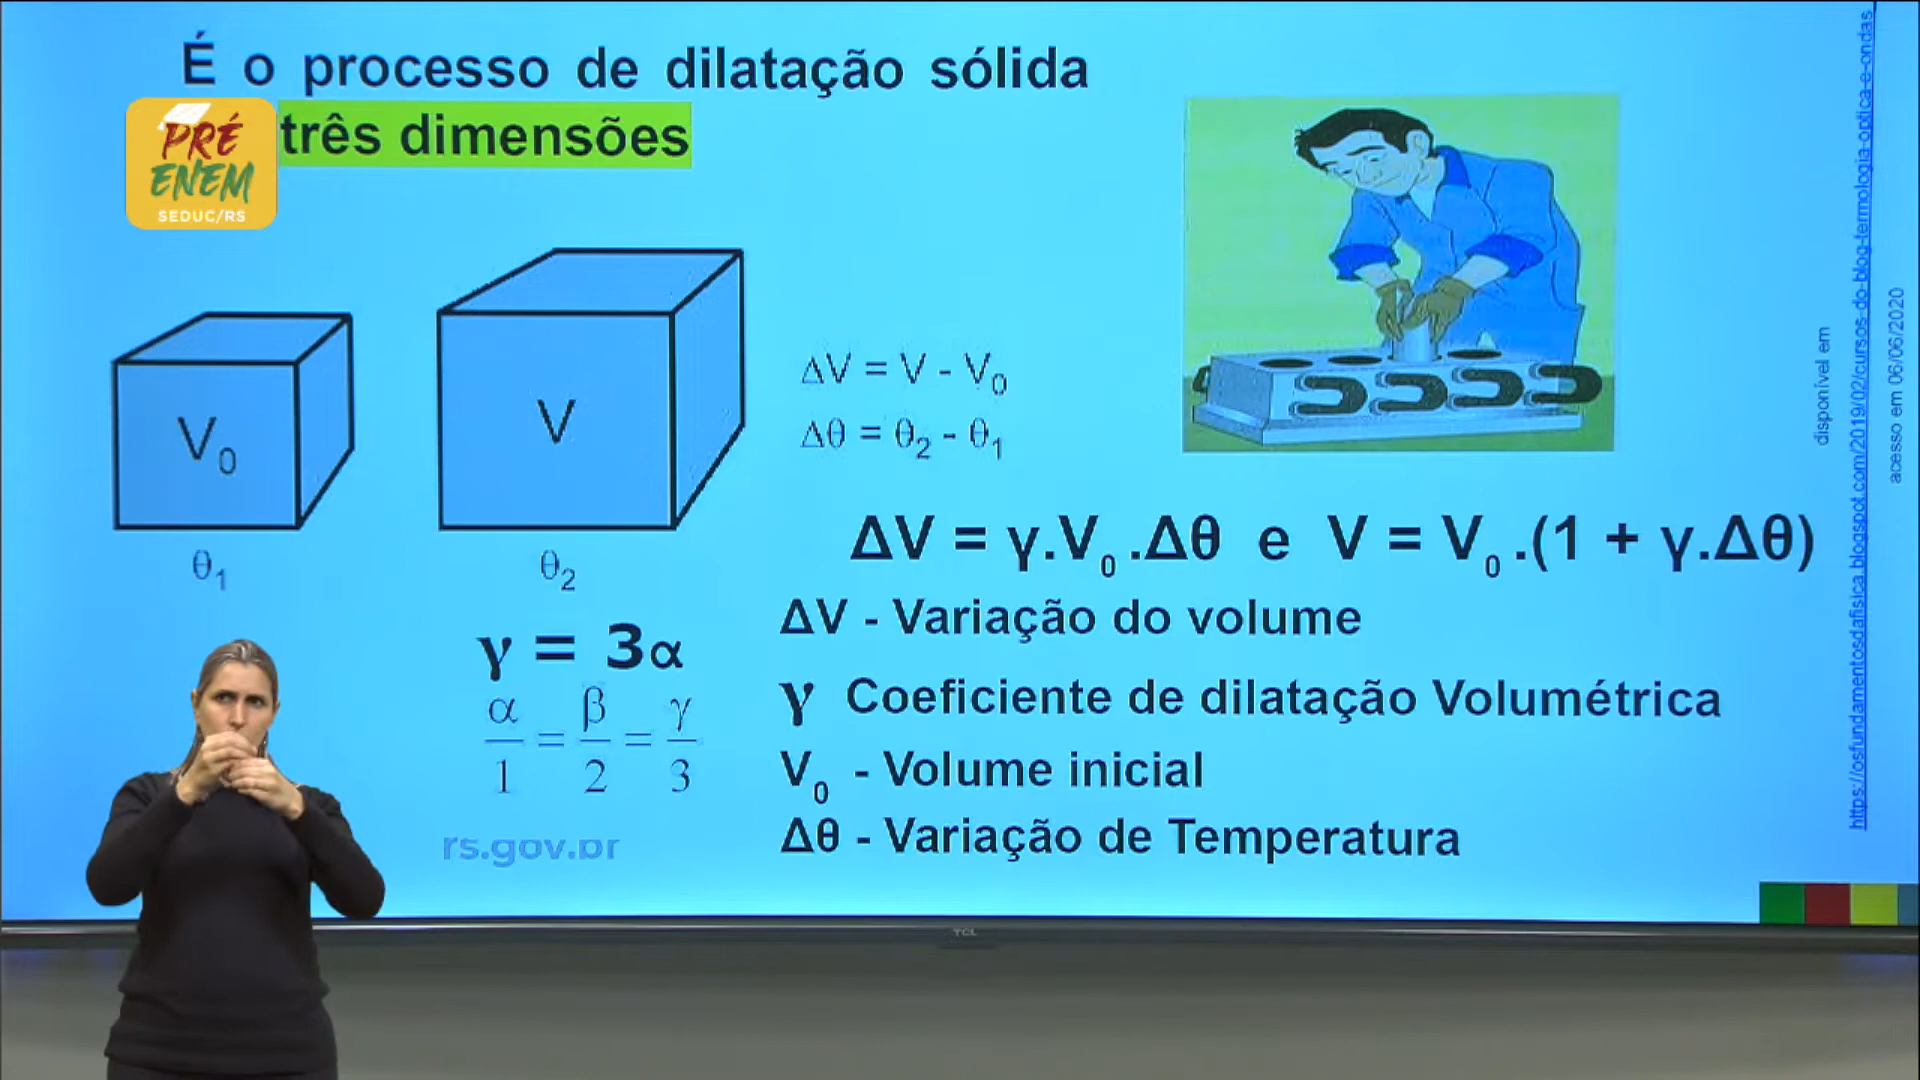 É o processo de dilatação sólida
três dimensões
PRÉ
ENEM
SEDUC/RS
V₀
V
θ₁
θ₂
ΔV = V - V₀
Δθ = θ₂ - θ₁
ΔV = γ.V₀.Δθ e V = V₀.(1 + γ.Δθ)
γ = 3α
α/1 = β/2 = γ/3
ΔV - Variação do volume
γ Coeficiente de dilatação Volumétrica
V₀ - Volume inicial
Δθ - Variação de Temperatura
rs.gov.br
disponível em
https://osfundamentosdafisica.blogspot.com/2019/02/cursos-do-blog-termologia-optica-e-ondas
acesso em 06/06/2020
TCL